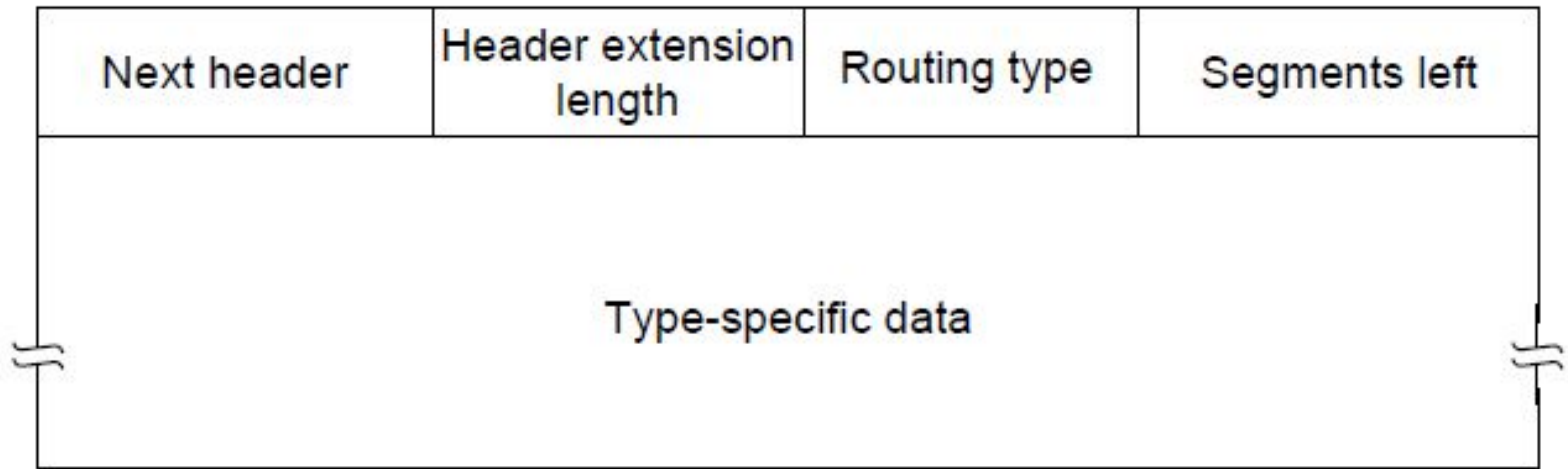 Next header
Header extension
length
Routing type
Segments left
Type-specific data